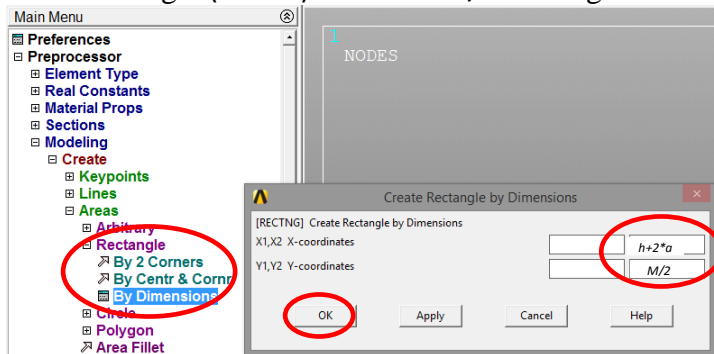 Main Menu
Preferences
Preprocessor
Element Type
Real Constants
Material Props
Sections
Modeling
Create
Keypoints
Lines
Areas
Arbitrary
Rectangle
By 2 Corners
By Centr & Cornr
By Dimensions
Circle
Polygon
Area Fillet
1
NODES
Create Rectangle by Dimensions
[RECTNG] Create Rectangle by Dimensions
X1,X2 X-coordinates
h+2*a
Y1,Y2 Y-coordinates
M/2
OK Apply Cancel Help